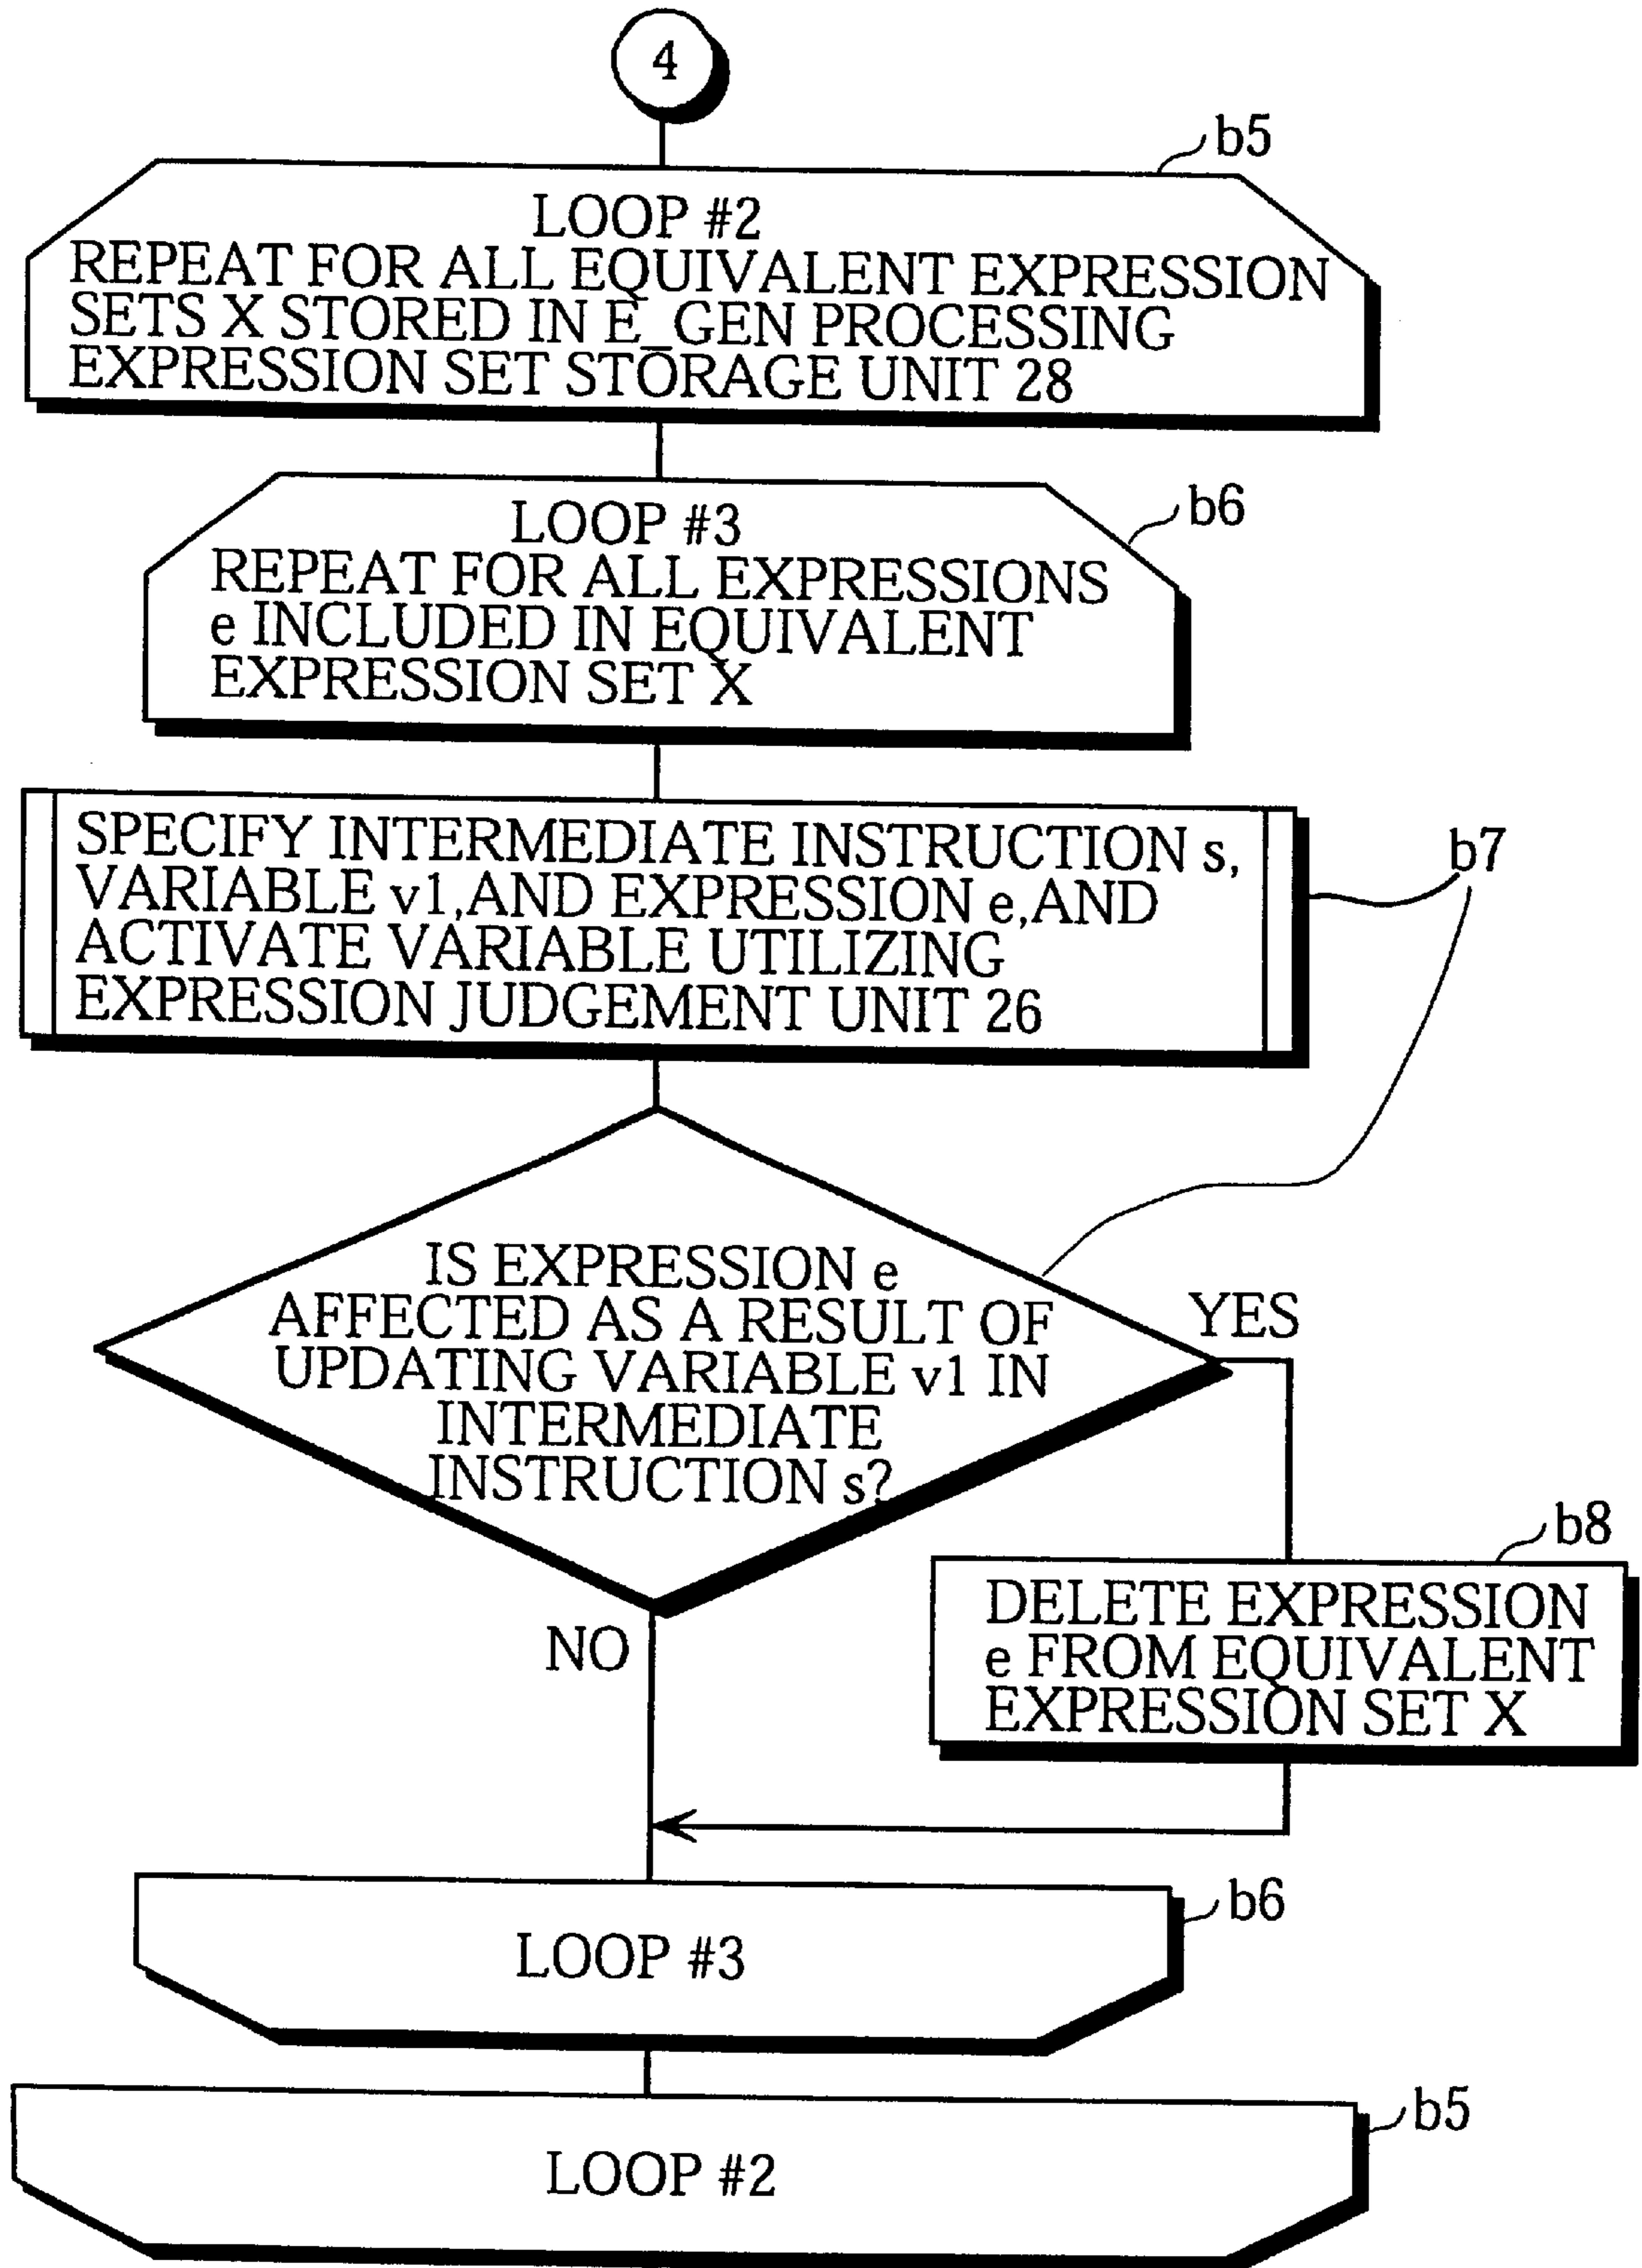 4
b5
LOOP #2
REPEAT FOR ALL EQUIVALENT EXPRESSION
SETS X STORED IN E_GEN PROCESSING
EXPRESSION SET STORAGE UNIT 28
b6
LOOP #3
REPEAT FOR ALL EXPRESSIONS
e INCLUDED IN EQUIVALENT
EXPRESSION SET X
b7
SPECIFY INTERMEDIATE INSTRUCTION s,
VARIABLE v1,AND EXPRESSION e,AND
ACTIVATE VARIABLE UTILIZING
EXPRESSION JUDGEMENT UNIT 26
IS EXPRESSION e
AFFECTED AS A RESULT OF
UPDATING VARIABLE v1 IN
INTERMEDIATE
INSTRUCTION s?
YES
NO
b8
DELETE EXPRESSION
e FROM EQUIVALENT
EXPRESSION SET X
b6
LOOP #3
b5
LOOP #2